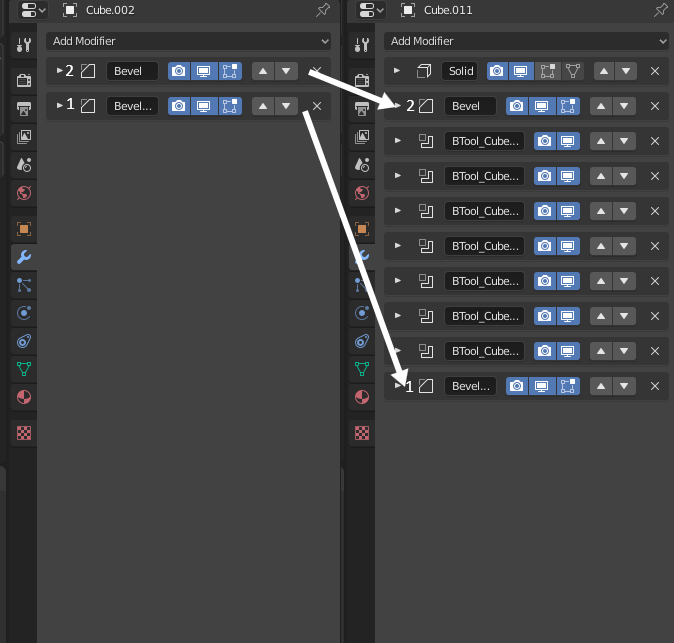 Cube.002
Add Modifier
2 Bevel
1 Bevel...
Cube.011
Add Modifier
Solid
2 Bevel
BTool_Cube...
BTool_Cube...
BTool_Cube...
BTool_Cube...
BTool_Cube...
BTool_Cube...
BTool_Cube...
1 Bevel...